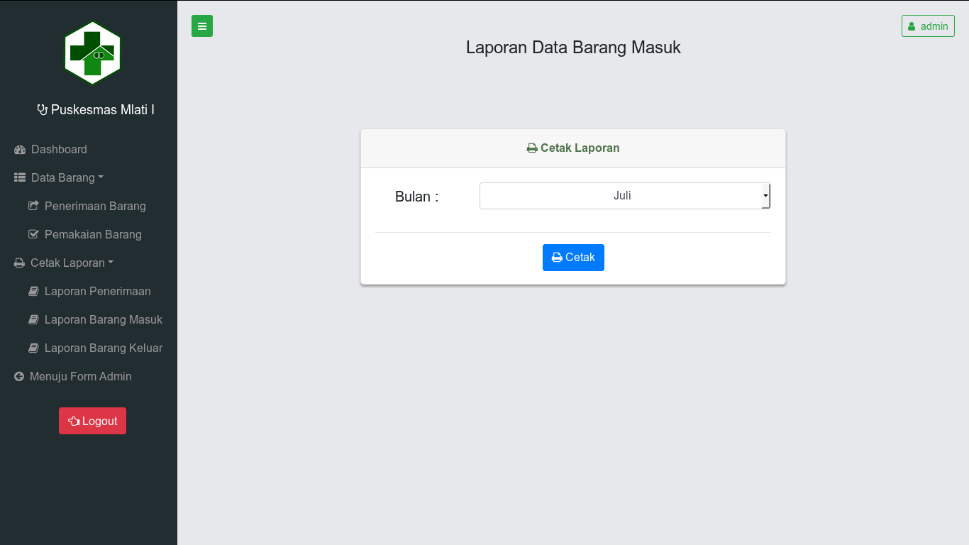 admin
Laporan Data Barang Masuk
Puskesmas Mlati I
Dashboard
Data Barang
Penerimaan Barang
Pemakaian Barang
Cetak Laporan
Laporan Penerimaan
Laporan Barang Masuk
Laporan Barang Keluar
Menuju Form Admin
Logout
Cetak Laporan
Bulan :
Juli
Cetak